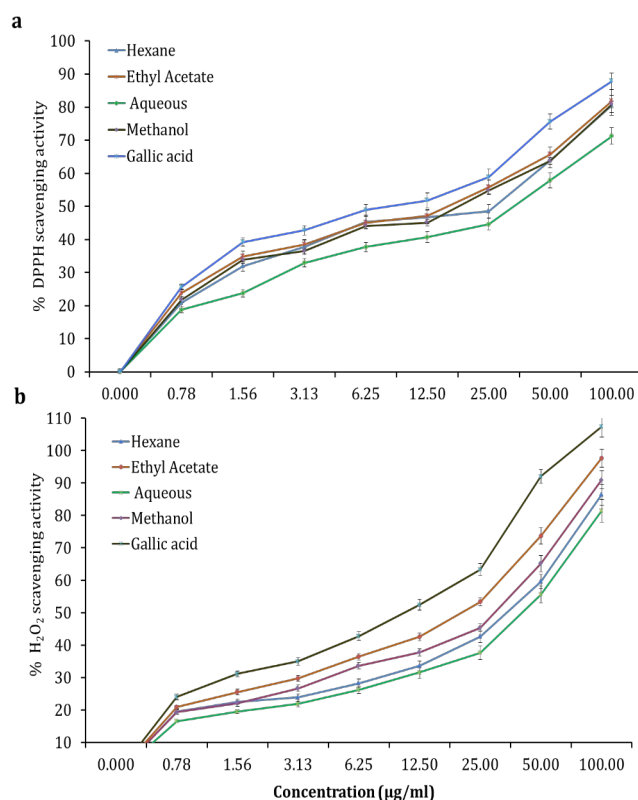 a
100
90
80
70
60
50
40
30
20
10
0
% DPPH scavenging activity
Hexane
Ethyl Acetate
Aqueous
Methanol
Gallic acid
0.000 0.78 1.56 3.13 6.25 12.50 25.00 50.00 100.00
b
110
100
90
80
70
60
50
40
30
20
10
% H₂O₂ scavenging activity
Hexane
Ethyl Acetate
Aqueous
Methanol
Gallic acid
0.000 0.78 1.56 3.13 6.25 12.50 25.00 50.00 100.00
Concentration (µg/ml)